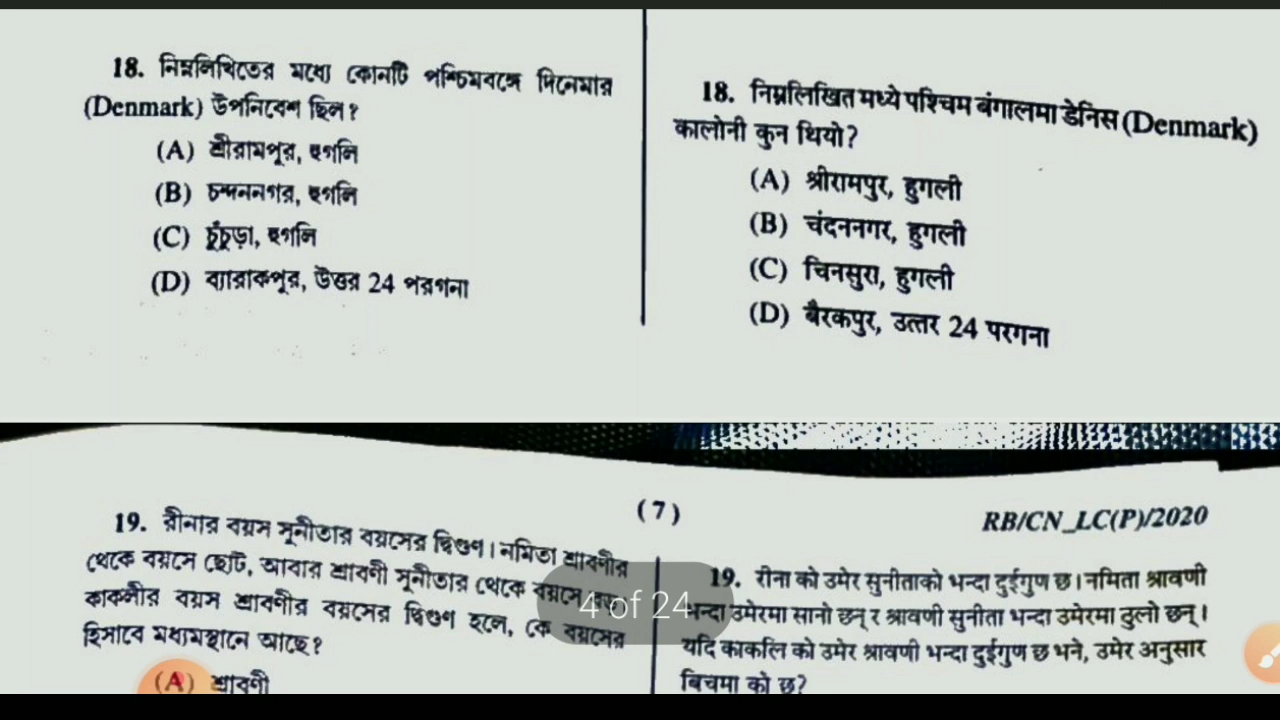 18. নিম্নলিখিতের মধ্যে কোনটি পশ্চিমবঙ্গে দিনেমার
(Denmark) উপনিবেশ ছিল?
(A) শ্রীরামপুর, হুগলি
(B) চন্দননগর, হুগলি
(C) চুঁচুড়া, হুগলি
(D) ব্যারাকপুর, উত্তর 24 পরগনা
18. निम्नलिखित मध्ये पश्चिम बंगालमा डेनिस (Denmark)
कालोनी कुन थियो?
(A) श्रीरामपुर, हुगली
(B) चंदननगर, हुगली
(C) चिनसुरा, हुगली
(D) बैरकपुर, उत्तर 24 परगना
(7)
RB/CN_LC(P)/2020
19. রীনার বয়স সুনীতার বয়সের দ্বিগুণ। নমিতা শ্রাবণীর
থেকে বয়সে ছোট, আবার শ্রাবণী সুনীতার থেকে বয়সে
কাকলীর বয়স শ্রাবণীর বয়সের দ্বিগুণ হলে, কে বয়সের
হিসাবে মধ্যমস্থানে আছে?
(A) শ্রাবণী
4 of 24
19. रीना को उमेर सुनीताको भन्दा दुईगुण छ। नमिता श्रावणी
भन्दा उमेरमा सानो छन् र श्रावणी सुनीता भन्दा उमेरमा ठुलो छन्।
यदि काकलि को उमेर श्रावणी भन्दा दुईगुण छ भने, उमेर अनुसार
बिचमा को छ?